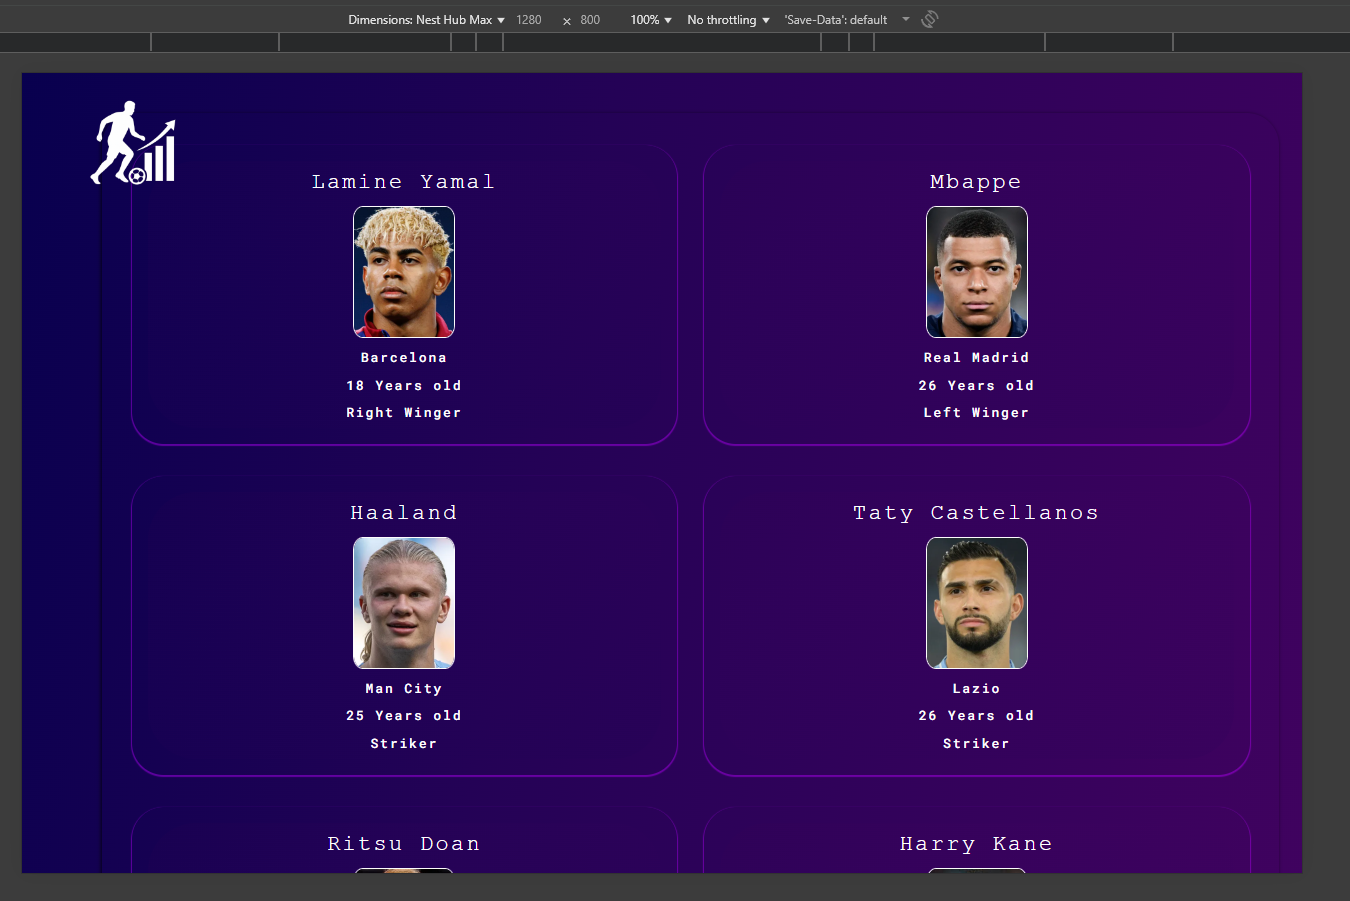 Dimensions: Nest Hub Max ▼ 1280 × 800 100% ▼ No throttling ▼ 'Save-Data': default
Lamine Yamal
Barcelona
18 Years old
Right Winger
Mbappe
Real Madrid
26 Years old
Left Winger
Haaland
Man City
25 Years old
Striker
Taty Castellanos
Lazio
26 Years old
Striker
Ritsu Doan
Harry Kane